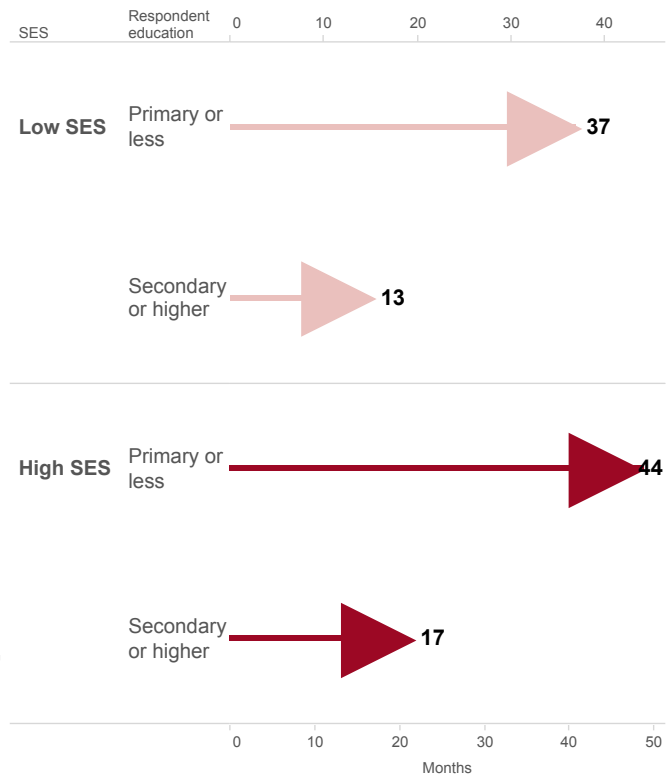 SES
Respondent
education
0 10 20 30 40
Low SES
Primary or
less
37
Secondary
or higher
13
High SES
Primary or
less
44
Secondary
or higher
17
0 10 20 30 40 50
Months